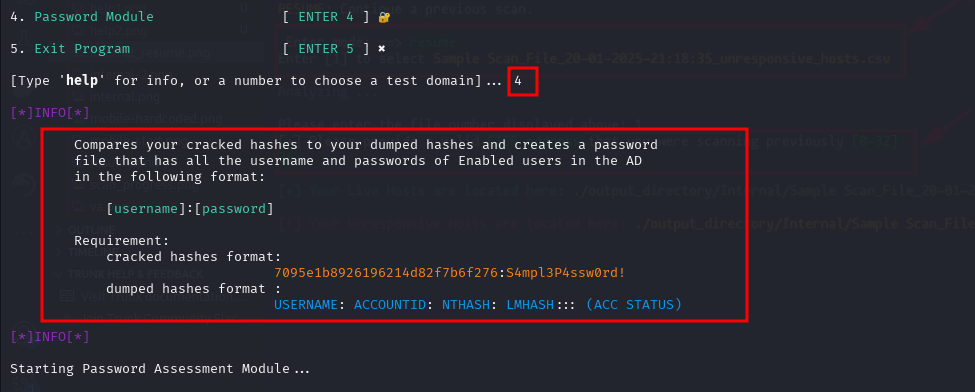 4. Password Module [ ENTER 4 ] 🔐
5. Exit Program [ ENTER 5 ] ✖
[Type 'help' for info, or a number to choose a test domain]... 4
[*]INFO[*]
Compares your cracked hashes to your dumped hashes and creates a password
file that has all the username and passwords of Enabled users in the AD
in the following format:
[username]:[password]
Requirement:
cracked hashes format:
7095e1b8926196214d82f7b6f276:S4mpl3P4ssw0rd!
dumped hashes format :
USERNAME: ACCOUNTID: NTHASH: LMHASH::: (ACC STATUS)
[*]INFO[*]
Starting Password Assessment Module...